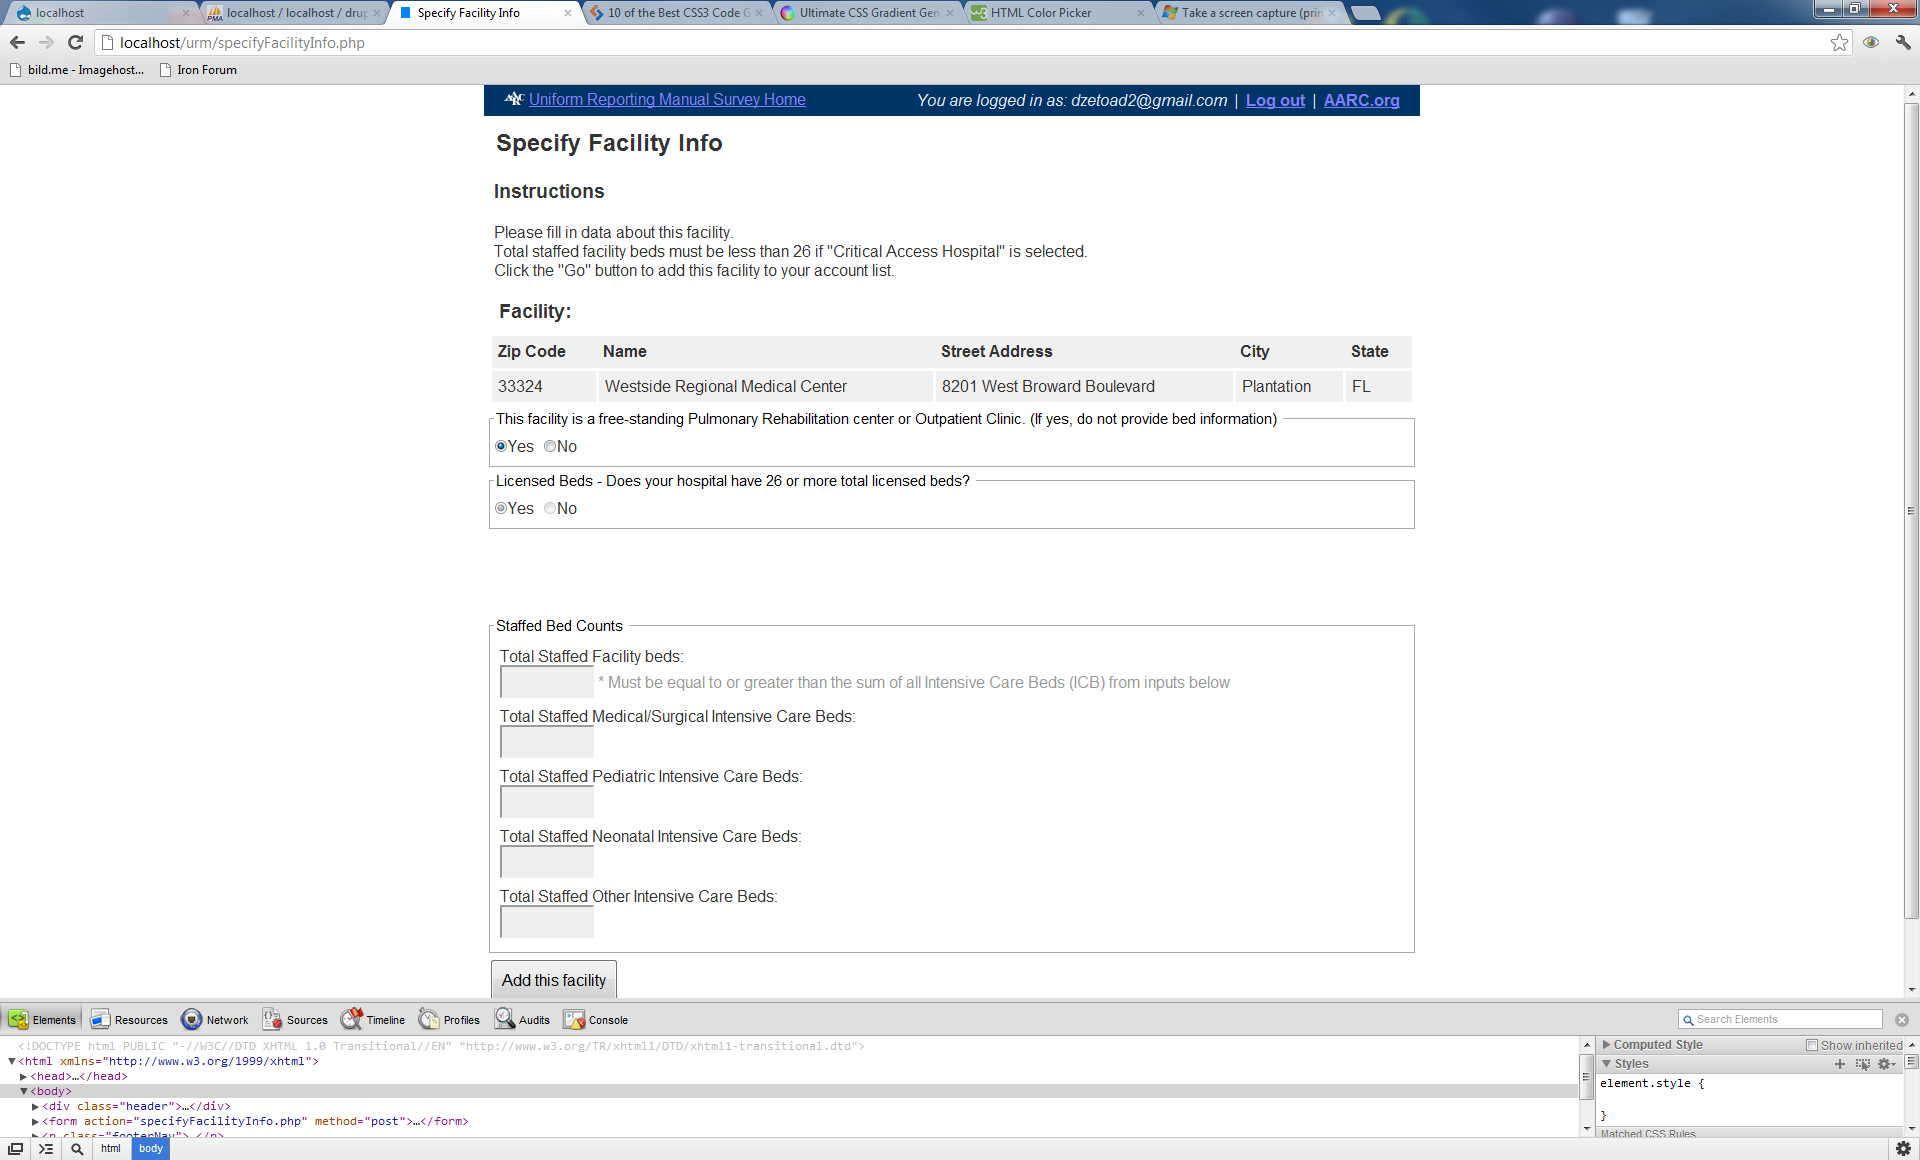 localhost
localhost / localhost / drup
Specify Facility Info
10 of the Best CSS3 Code G
Ultimate CSS Gradient Gen
HTML Color Picker
Take a screen capture (prin
localhost/urm/specifyFacilityInfo.php
bild.me - Imagehost...
Iron Forum
AARC Uniform Reporting Manual Survey Home
You are logged in as: dzetoad2@gmail.com | Log out | AARC.org
Specify Facility Info
Instructions
Please fill in data about this facility.
Total staffed facility beds must be less than 26 if "Critical Access Hospital" is selected.
Click the "Go" button to add this facility to your account list.
Facility:
Zip Code Name Street Address City State
33324 Westside Regional Medical Center 8201 West Broward Boulevard Plantation FL
This facility is a free-standing Pulmonary Rehabilitation center or Outpatient Clinic. (If yes, do not provide bed information)
Yes No
Licensed Beds - Does your hospital have 26 or more total licensed beds?
Yes No
Staffed Bed Counts
Total Staffed Facility beds:
* Must be equal to or greater than the sum of all Intensive Care Beds (ICB) from inputs below
Total Staffed Medical/Surgical Intensive Care Beds:
Total Staffed Pediatric Intensive Care Beds:
Total Staffed Neonatal Intensive Care Beds:
Total Staffed Other Intensive Care Beds:
Add this facility
Elements Resources Network Sources Timeline Profiles Audits Console Search Elements
<!DOCTYPE html PUBLIC "-//W3C//DTD XHTML 1.0 Transitional//EN" "http://www.w3.org/TR/xhtml1/DTD/xhtml1-transitional.dtd">
<html xmlns="http://www.w3.org/1999/xhtml">
<head>…</head>
<body>
<div class="header">…</div>
<form action="specifyFacilityInfo.php" method="post">…</form>
<p class="footerNav">…</p>
Computed Style Show inherited
Styles
element.style {
}
Matched CSS Rules
html body